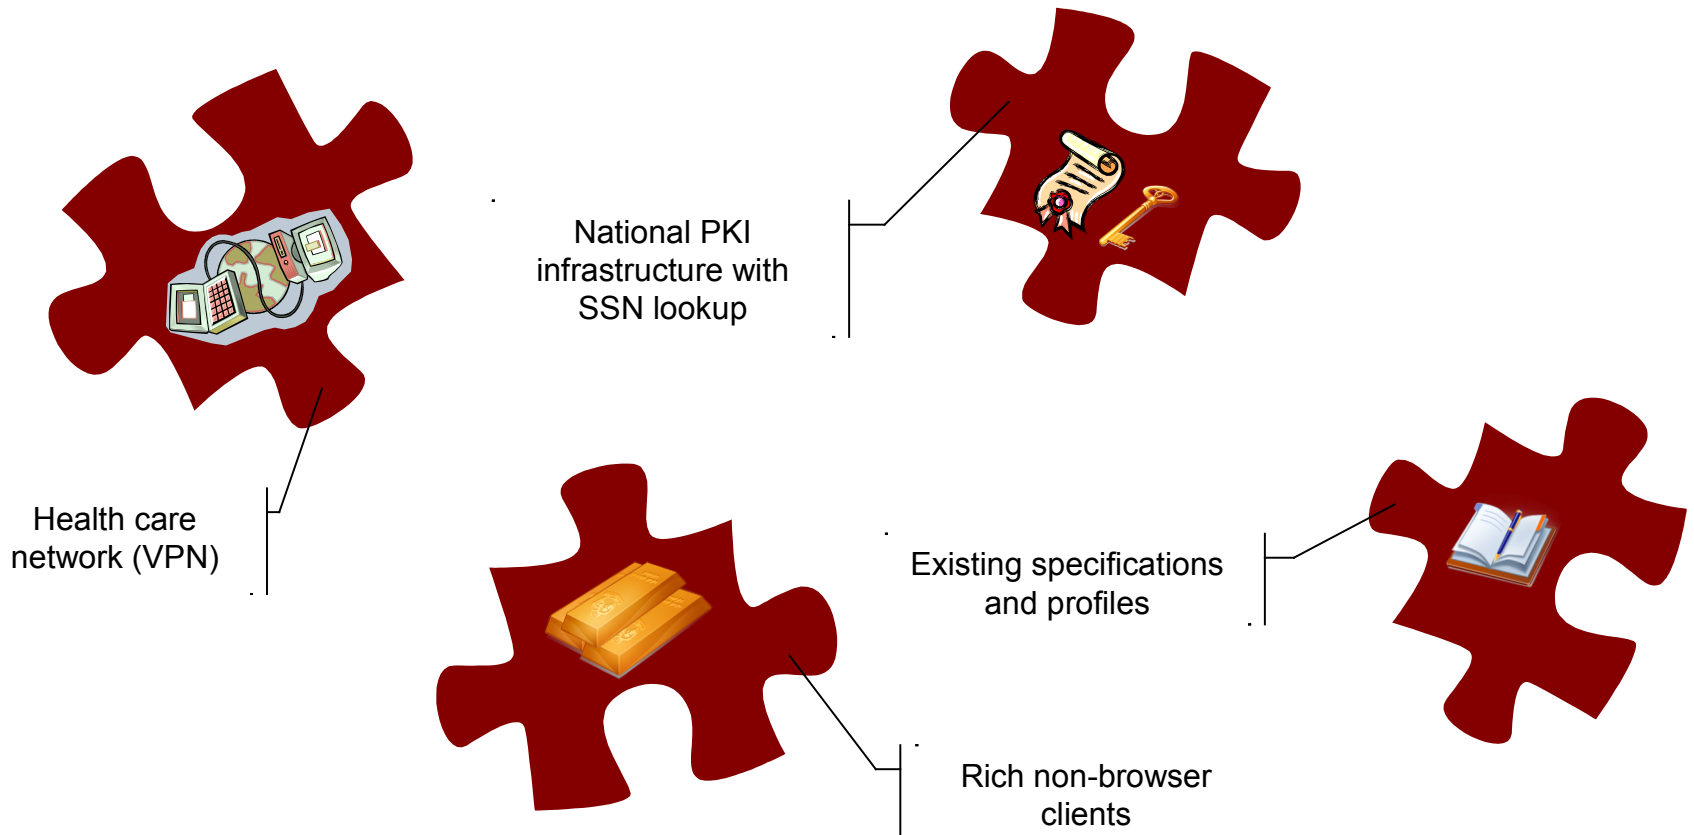 National PKI
infrastructure with
SSN lookup
Health care
network (VPN)
Existing specifications
and profiles
Rich non-browser
clients